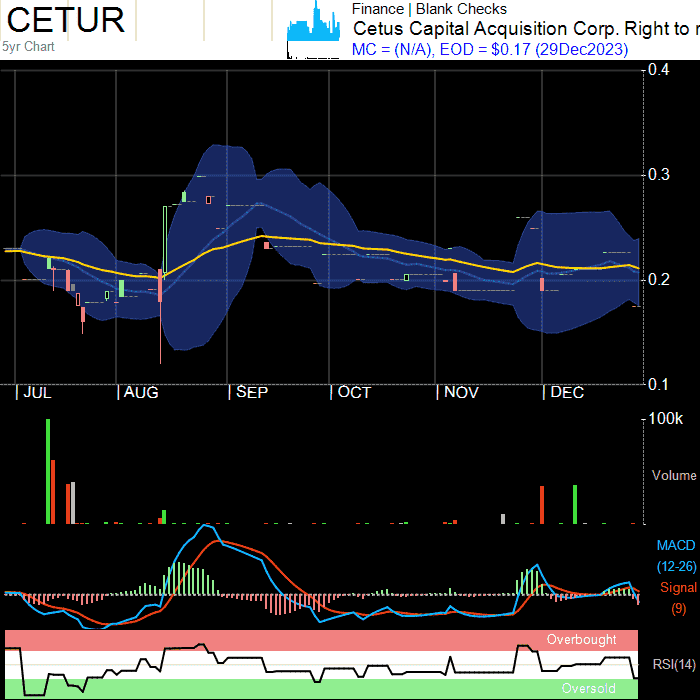 CETUR
5yr Chart
Finance | Blank Checks
Cetus Capital Acquisition Corp. Right to r
MC = (N/A), EOD = $0.17 (29Dec2023)
0.4
0.3
0.2
0.1
JUL AUG SEP OCT NOV DEC
100k
Volume
MACD
(12-26)
Signal
(9)
Overbought
RSI(14)
Oversold